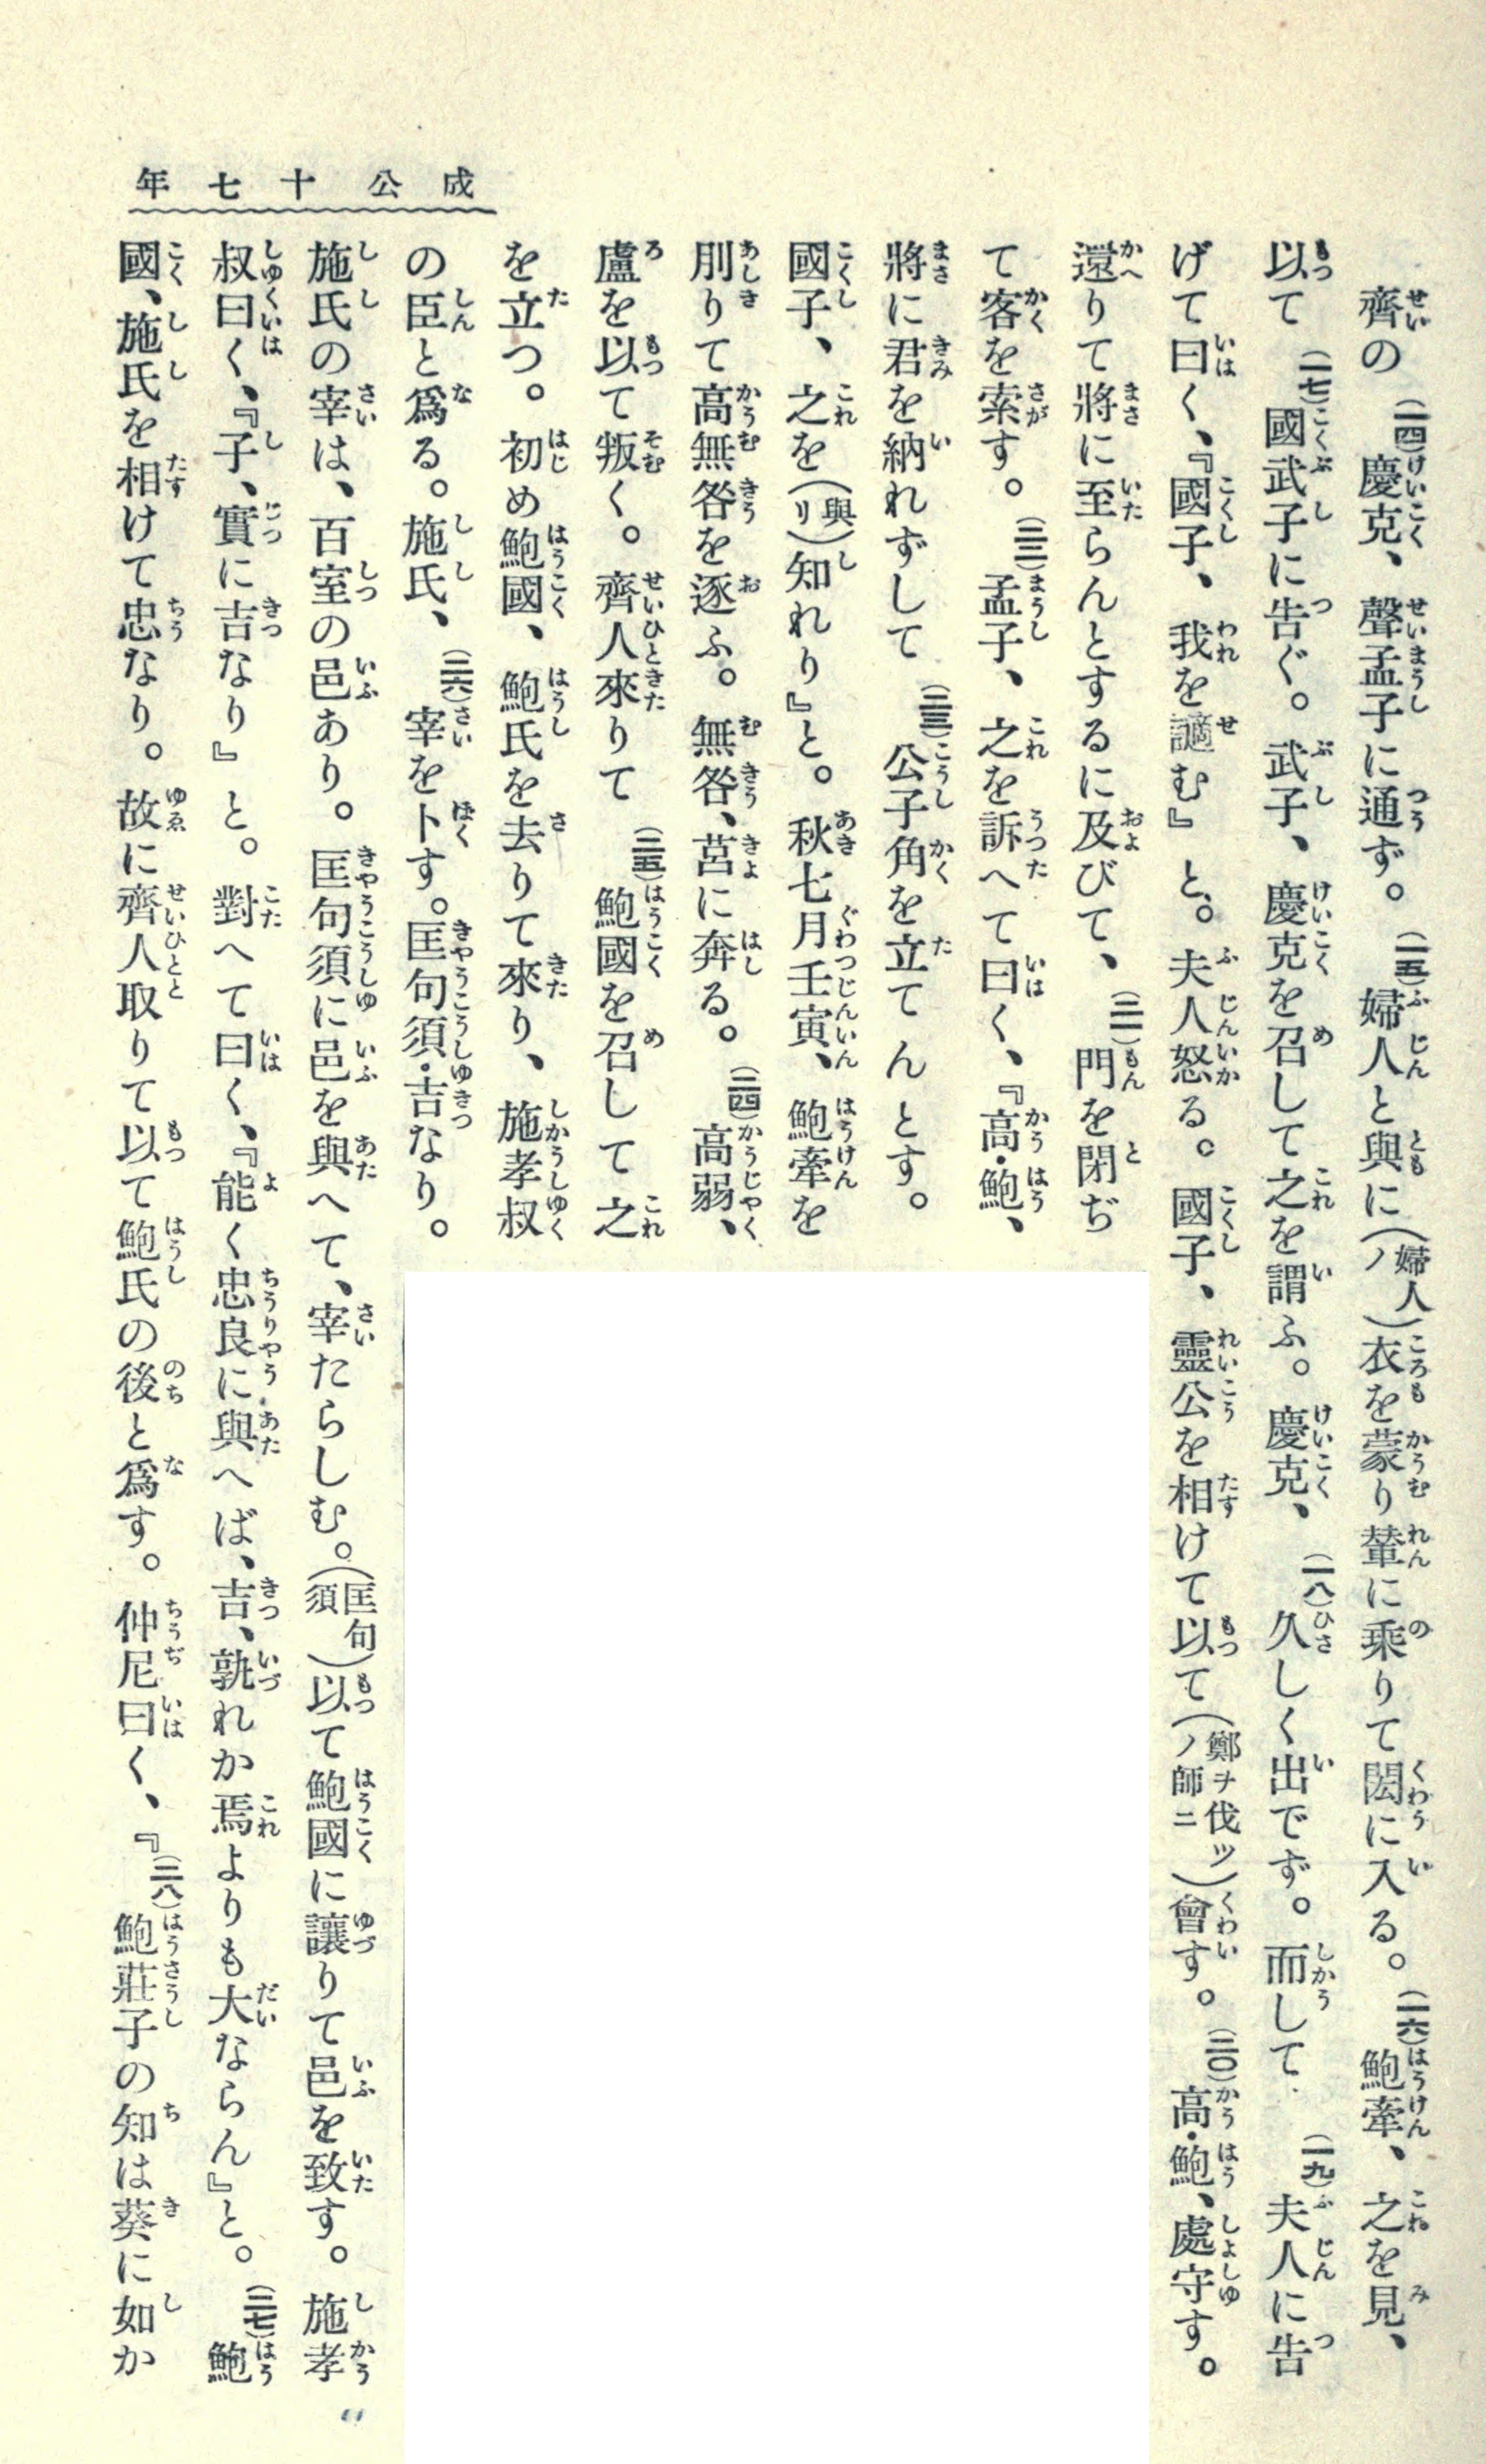 成公十七年
齊の(一四)慶克、聲孟子に通ず。(一五)婦人と與に(婦人ノ)衣を蒙り輦に乘りて閎に入る。(一六)鮑牽、之を見、
以て(一七)國武子に告ぐ。武子、慶克を召して之を謂ふ。慶克、(一八)久しく出でず。而して(一九)夫人に告
げて曰く、『國子、我を謫む』と。夫人怒る。國子、靈公を相けて以て(鄭ヲ伐ツノ師ニ)會す。(二〇)高・鮑、處守す。
還りて將に至らんとするに及びて、(二一)門を閉ぢ
て客を索す。(二二)孟子、之を訴へて曰く、『高・鮑、
將に君を納れずして(二三)公子角を立てんとす。
國子、之を(與リ)知れり』と。秋七月壬寅、鮑牽を
刖りて高無咎を逐ふ。無咎、莒に奔る。(二四)高弱、
盧を以て叛く。齊人來りて(二五)鮑國を召して之
を立つ。初め鮑國、鮑氏を去りて來り、施孝叔
の臣と爲る。施氏、(二六)宰を卜す。匡句須・吉なり。
施氏の宰は、百室の邑あり。匡句須に邑を與へて、宰たらしむ。(匡句須)以て鮑國に讓りて邑を致す。施孝
叔曰く、『子、實に吉なり』と。對へて曰く、『能く忠良に與へば、吉、孰れか焉よりも大ならん』と。(二七)鮑
國、施氏を相けて忠なり。故に齊人取りて以て鮑氏の後と爲す。仲尼曰く、『(二八)鮑莊子の知は葵に如か